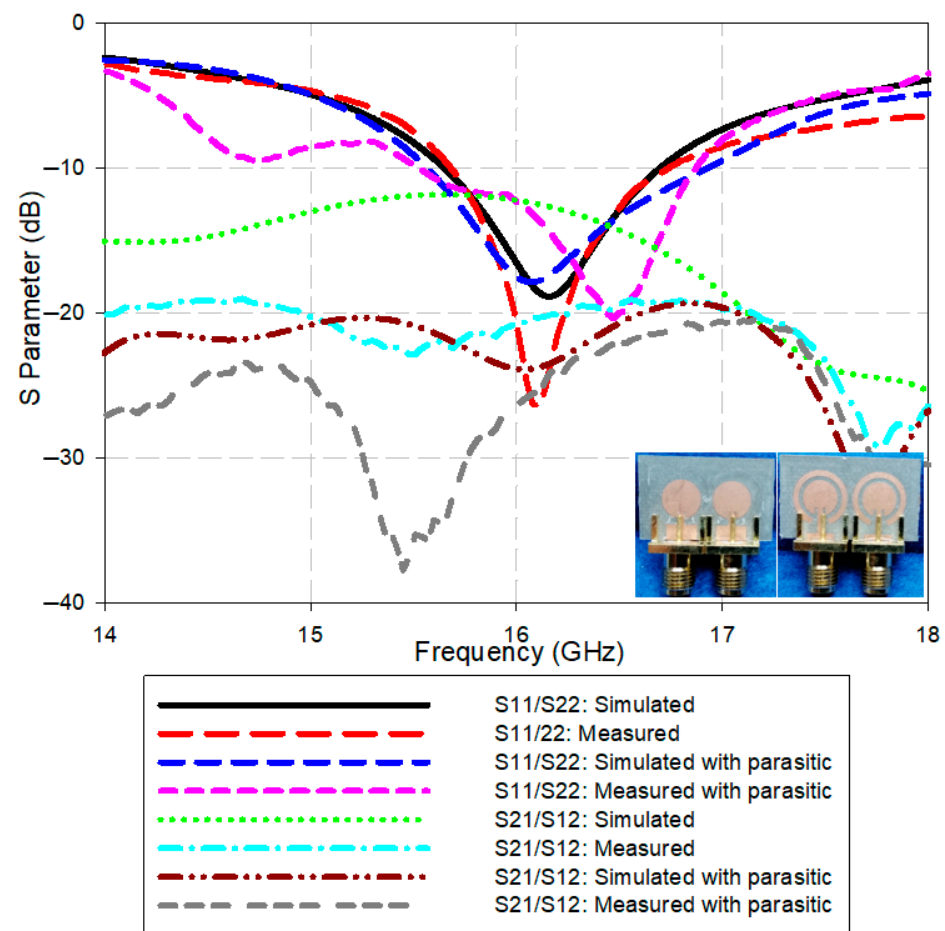 0
−10
−20
−30
−40
S Parameter (dB)
14
15
16
17
18
Frequency (GHz)
S11/S22: Simulated
S11/22: Measured
S11/S22: Simulated with parasitic
S11/S22: Measured with parasitic
S21/S12: Simulated
S21/S12: Measured
S21/S12: Simulated with parasitic
S21/S12: Measured with parasitic